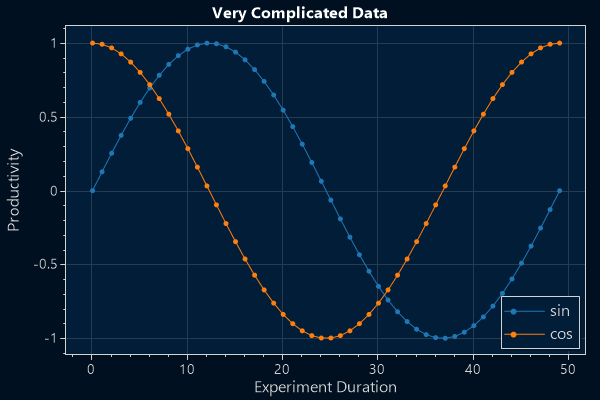 Very Complicated Data
Productivity
1
0.5
0
-0.5
-1
0
10
20
30
40
50
Experiment Duration
sin
cos